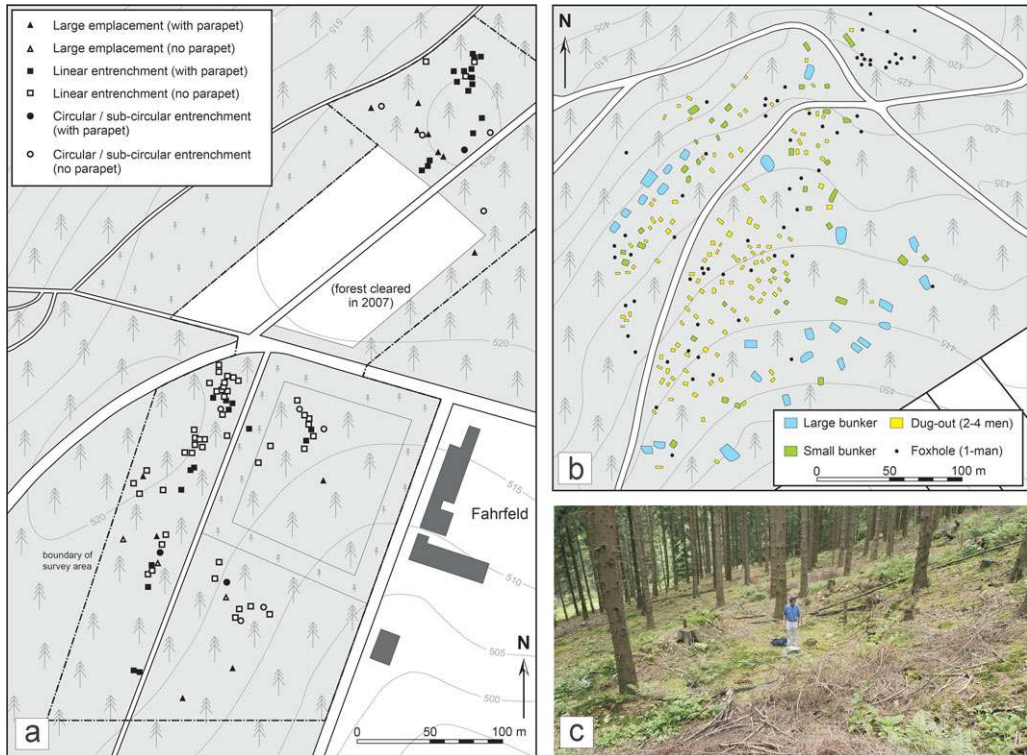 Large emplacement (with parapet)
Large emplacement (no parapet)
Linear entrenchment (with parapet)
Linear entrenchment (no parapet)
Circular / sub-circular entrenchment
(with parapet)
Circular / sub-circular entrenchment
(no parapet)
515
525
(forest cleared
in 2007)
520
520
boundary of
survey area
515
Fahrfeld
510
505
500
N
0 50 100 m
a
N
405
410
420
425
430
435
440
445
450
Large bunker
Dug-out (2-4 men)
Small bunker
Foxhole (1-man)
0 50 100 m
b
c